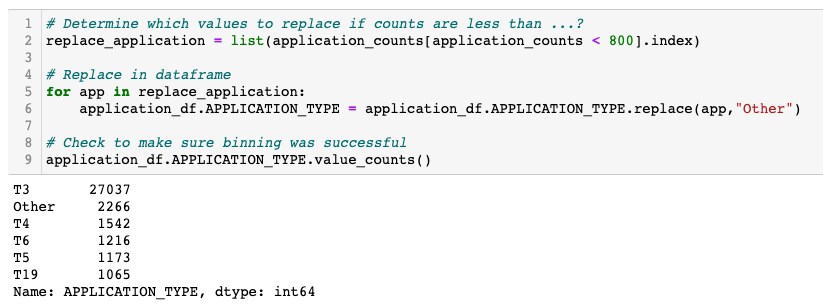 1 # Determine which values to replace if counts are less than ...?
2 replace_application = list(application_counts[application_counts < 800].index)
3
4 # Replace in dataframe
5 for app in replace_application:
6     application_df.APPLICATION_TYPE = application_df.APPLICATION_TYPE.replace(app,"Other")
7
8 # Check to make sure binning was successful
9 application_df.APPLICATION_TYPE.value_counts()
T3       27037
Other     2266
T4        1542
T6        1216
T5        1173
T19       1065
Name: APPLICATION_TYPE, dtype: int64